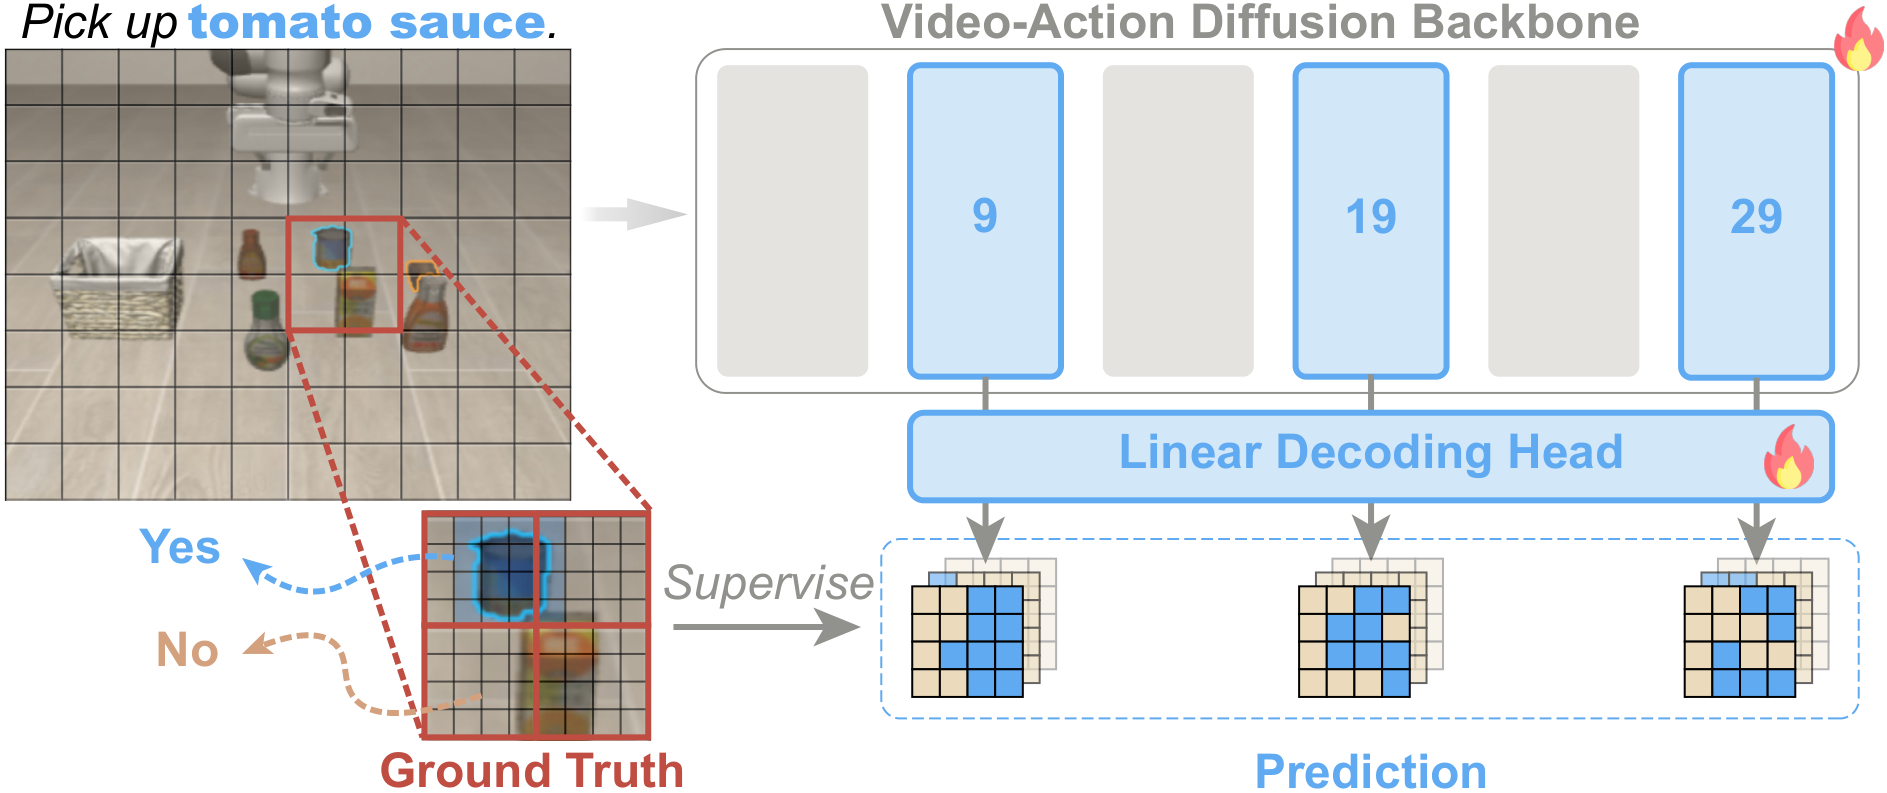 Pick up tomato sauce.
Video-Action Diffusion Backbone
9
19
29
Linear Decoding Head
Yes
No
Supervise
Ground Truth
Prediction